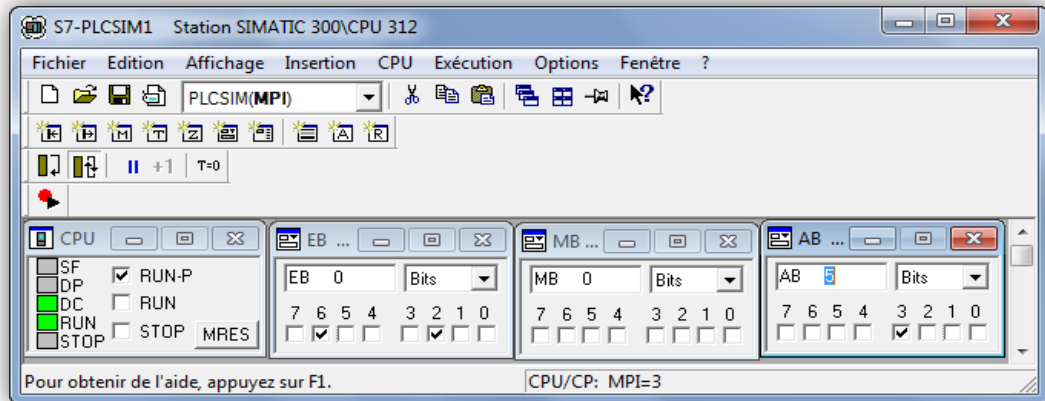 S7-PLCSIM1 Station SIMATIC 300\CPU 312
Fichier Edition Affichage Insertion CPU Exécution Options Fenêtre ?
PLCSIM(MPI)
+1 T=0
CPU
SF
DP
DC
RUN
STOP
RUN-P
RUN
STOP
MRES
EB ...
EB 0 Bits
7 6 5 4 3 2 1 0
MB ...
MB 0 Bits
7 6 5 4 3 2 1 0
AB ...
AB 5 Bits
7 6 5 4 3 2 1 0
Pour obtenir de l'aide, appuyez sur F1.
CPU/CP: MPI=3